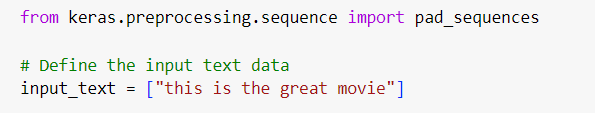 from keras.preprocessing.sequence import pad_sequences
# Define the input text data
input_text = ["this is the great movie"]